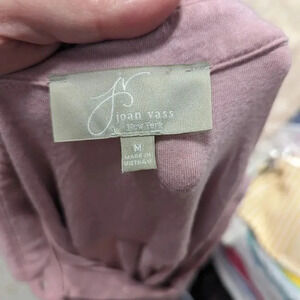 jv
joan vass
New York
M
MADE IN
VIETNAM